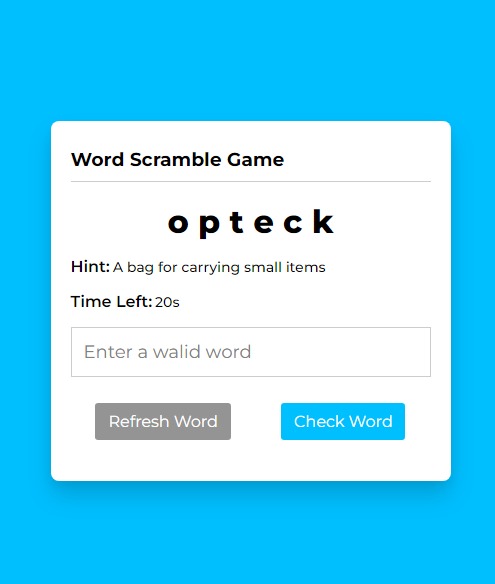 Word Scramble Game
opteck
Hint: A bag for carrying small items
Time Left: 20s
Enter a walid word
Refresh Word Check Word